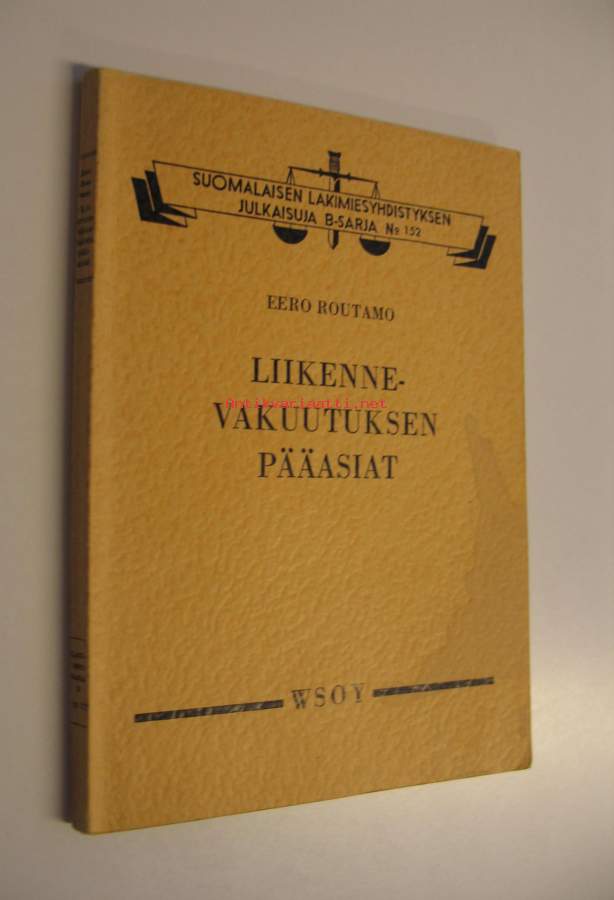 SUOMALAISEN LAKIMIESYHDISTYKSEN
JULKAISUJA B-SARJA No 152
EERO ROUTAMO
LIIKENNE-
Antikvariaatti.net
VAKUUTUKSEN
PÄÄASIAT
WSOY